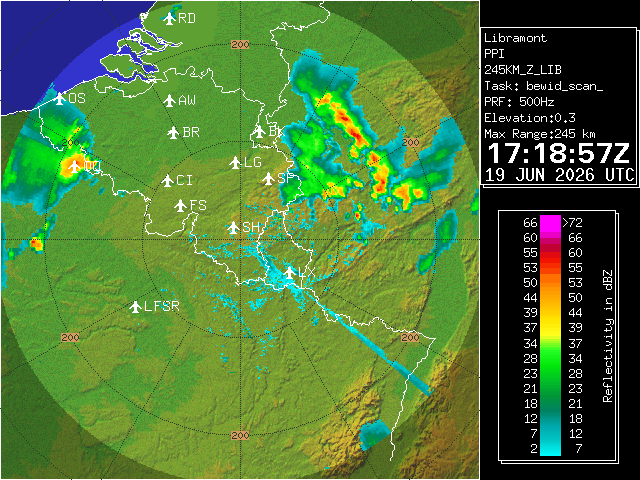 Libramont
PPI
245KM_Z_LIB
Task: bewid_scan_
PRF: 500Hz
Elevation:0.3
Max Range:245 km
17:18:57Z
19 JUN 2026 UTC
RD
200
OS
AW
BR
200
LG
CI
SP
FS
SH
LX
LFSR
200
200
200
66 >72
60 66
55 60
53 55
50 53
44 50
39 44
37 39
34 37
28 34
23 28
21 23
18 21
12 18
7 12
2 7
Reflectivity in dBZ